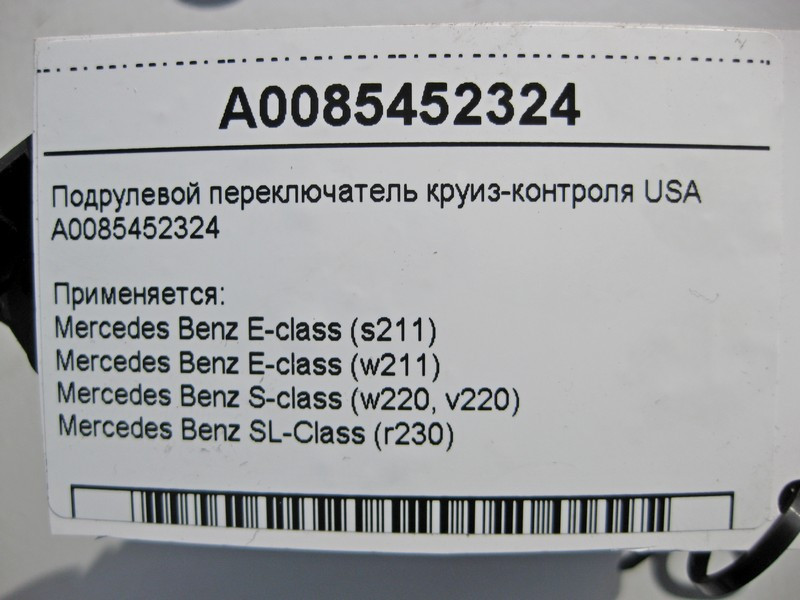 A0085452324
Подрулевой переключатель круиз-контроля USA
A0085452324
Применяется:
Mercedes Benz E-class (s211)
Mercedes Benz E-class (w211)
Mercedes Benz S-class (w220, v220)
Mercedes Benz SL-Class (r230)